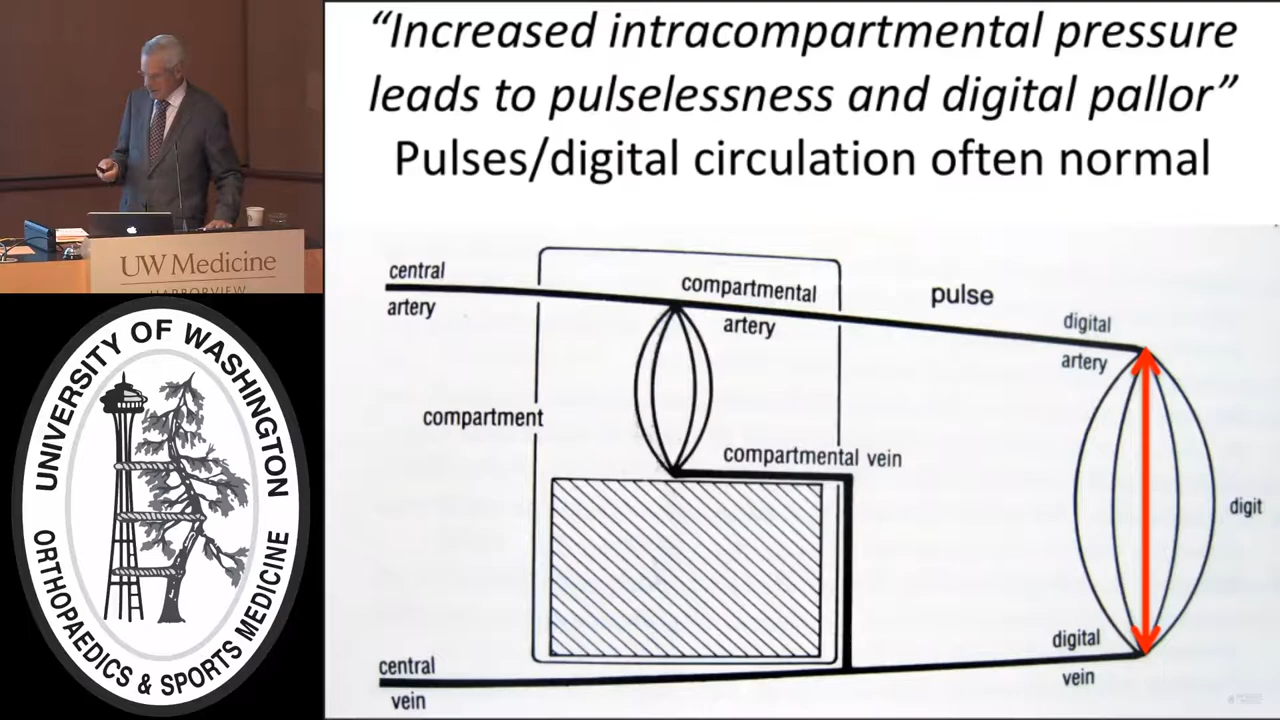 “Increased intracompartmental pressure
leads to pulselessness and digital pallor”
Pulses/digital circulation often normal
UW Medicine
HARBORVIEW
UNIVERSITY OF WASHINGTON
ORTHOPAEDICS & SPORTS MEDICINE
central
artery
compartmental
artery
pulse
digital
artery
compartment
compartmental vein
digit
digital
vein
central
vein